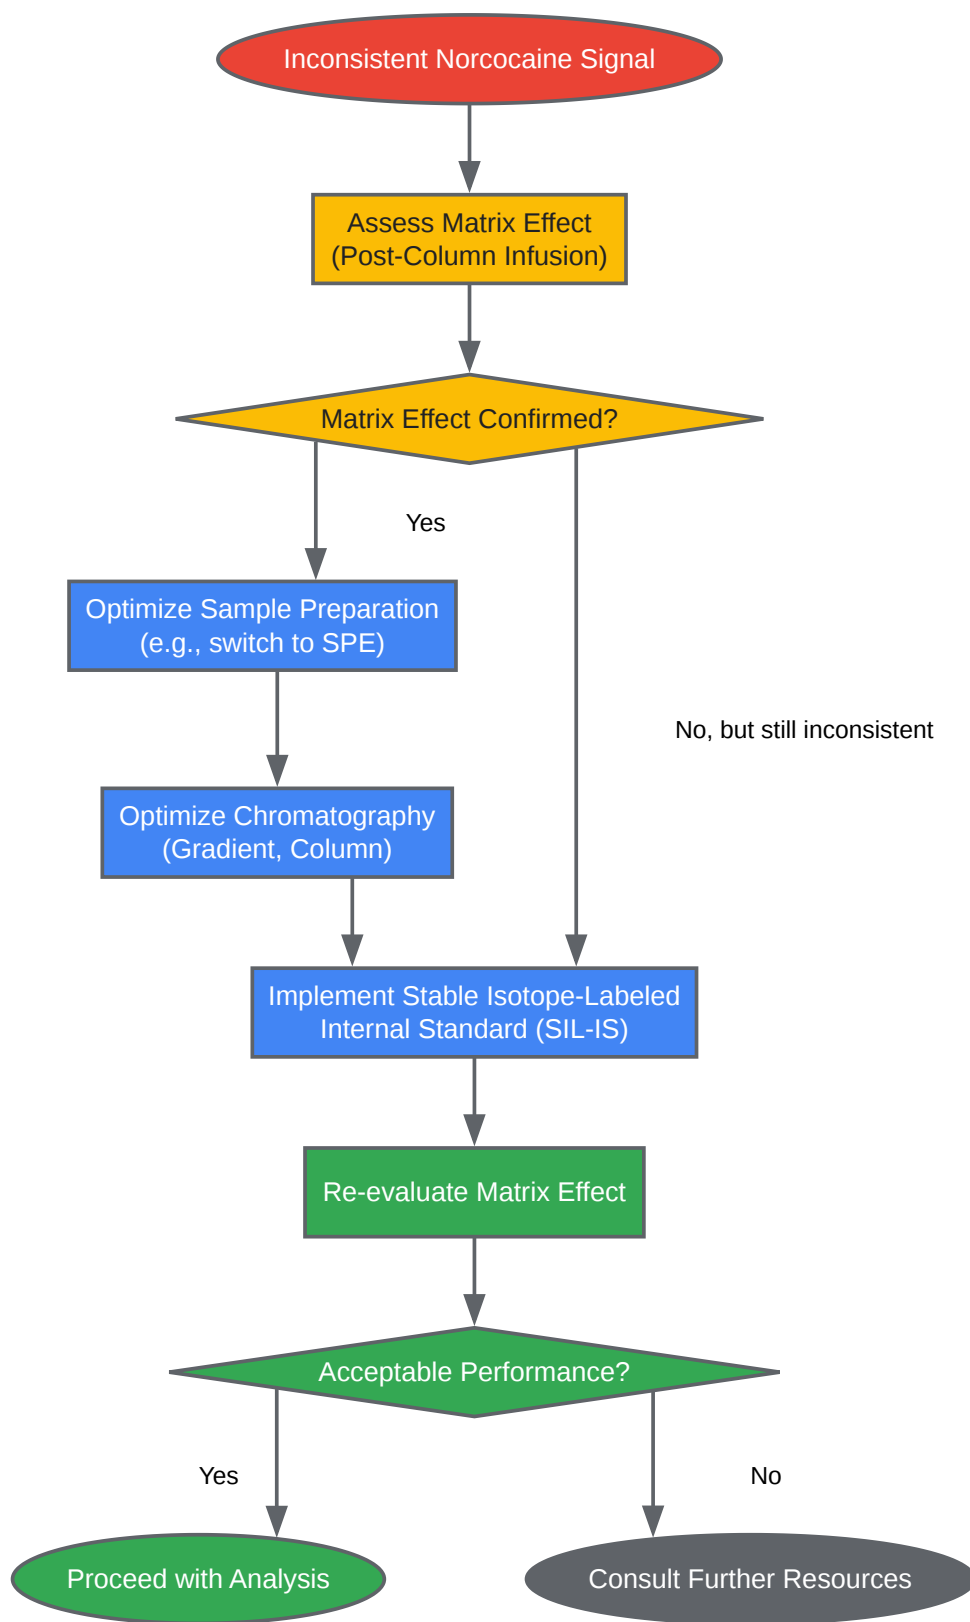 Inconsistent Norcocaine Signal
Assess Matrix Effect
(Post-Column Infusion)
Matrix Effect Confirmed?
Yes
Optimize Sample Preparation
(e.g., switch to SPE)
No, but still inconsistent
Optimize Chromatography
(Gradient, Column)
Implement Stable Isotope-Labeled
Internal Standard (SIL-IS)
Re-evaluate Matrix Effect
Acceptable Performance?
Yes
No
Proceed with Analysis
Consult Further Resources